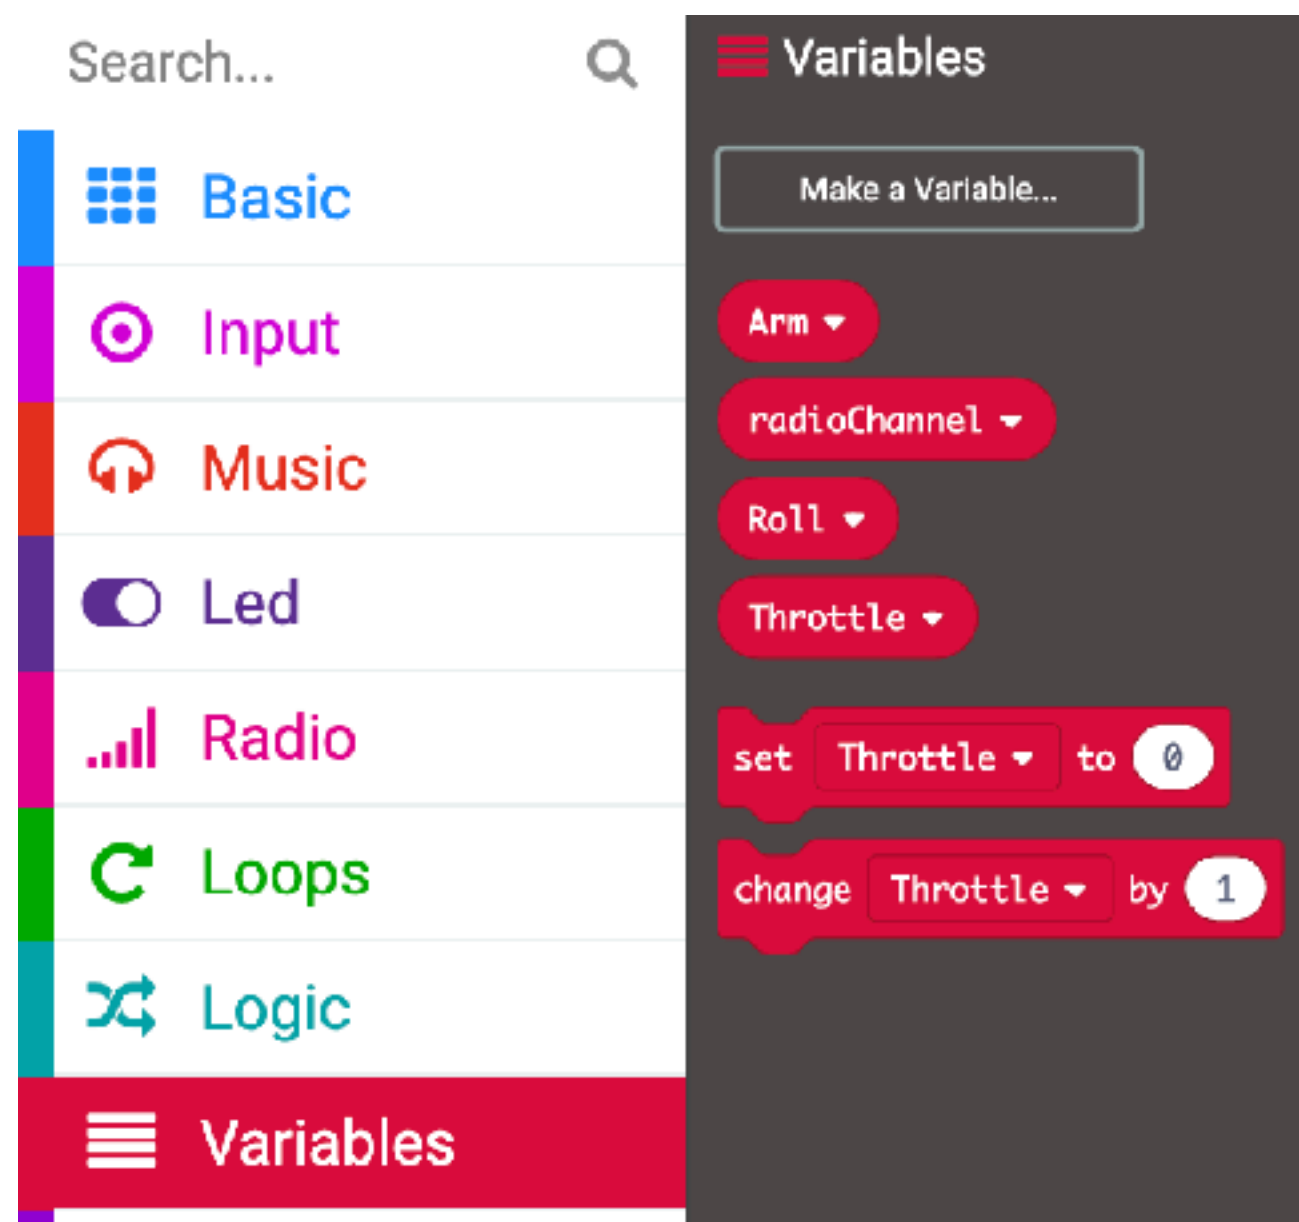 Search...
Basic
Input
Music
Led
Radio
Loops
Logic
Variables
Variables
Make a Variable...
Arm
radioChannel
Roll
Throttle
set Throttle to 0
change Throttle by 1